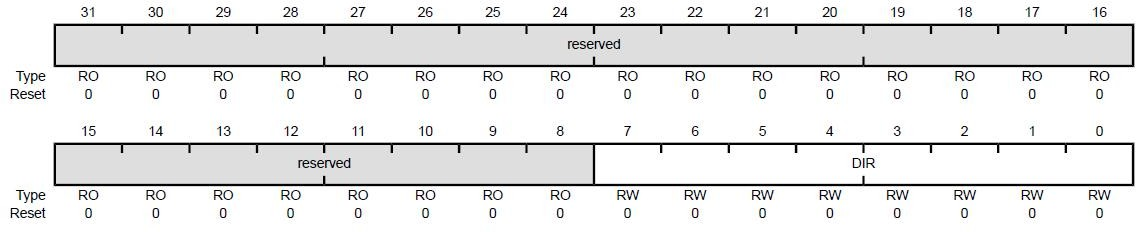 31 30 29 28 27 26 25 24 23 22 21 20 19 18 17 16
reserved
Type RO RO RO RO RO RO RO RO RO RO RO RO RO RO RO RO
Reset 0 0 0 0 0 0 0 0 0 0 0 0 0 0 0 0
15 14 13 12 11 10 9 8 7 6 5 4 3 2 1 0
reserved DIR
Type RO RO RO RO RO RO RO RO RW RW RW RW RW RW RW RW
Reset 0 0 0 0 0 0 0 0 0 0 0 0 0 0 0 0